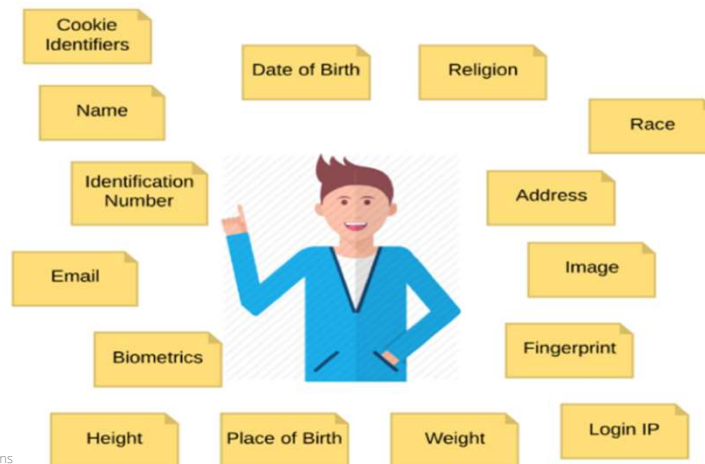 Cookie
Identifiers
Date of Birth
Religion
Name
Race
Identification
Number
Address
Email
Image
Biometrics
Fingerprint
Height
Place of Birth
Weight
Login IP
ns